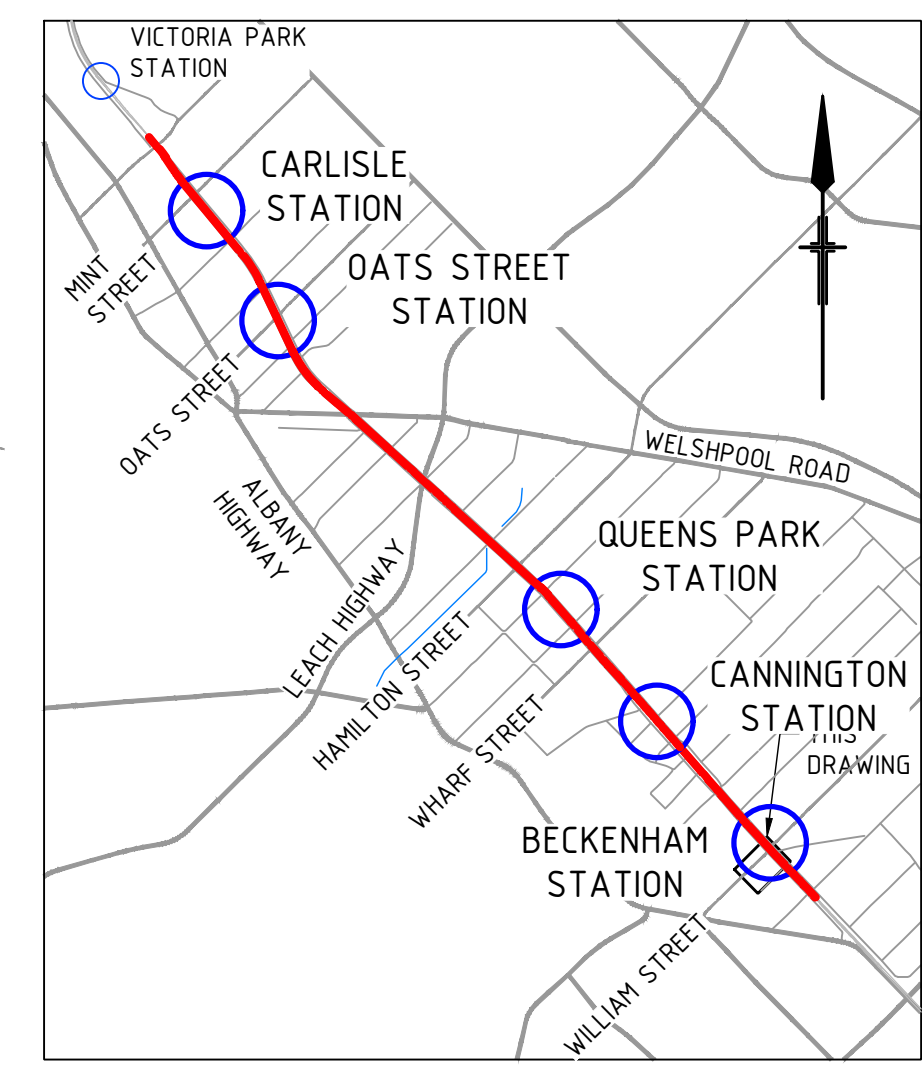 VICTORIA PARK
STATION
CARLISLE
STATION
MINT
STREET
OATS STREET
STATION
OATS STREET
WELSHPOOL ROAD
ALBANY
HIGHWAY
QUEENS PARK
STATION
LEACH HIGHWAY
HAMILTON STREET
CANNINGTON
STATION
THIS
DRAWING
WHARF STREET
BECKENHAM
STATION
WILLIAM STREET